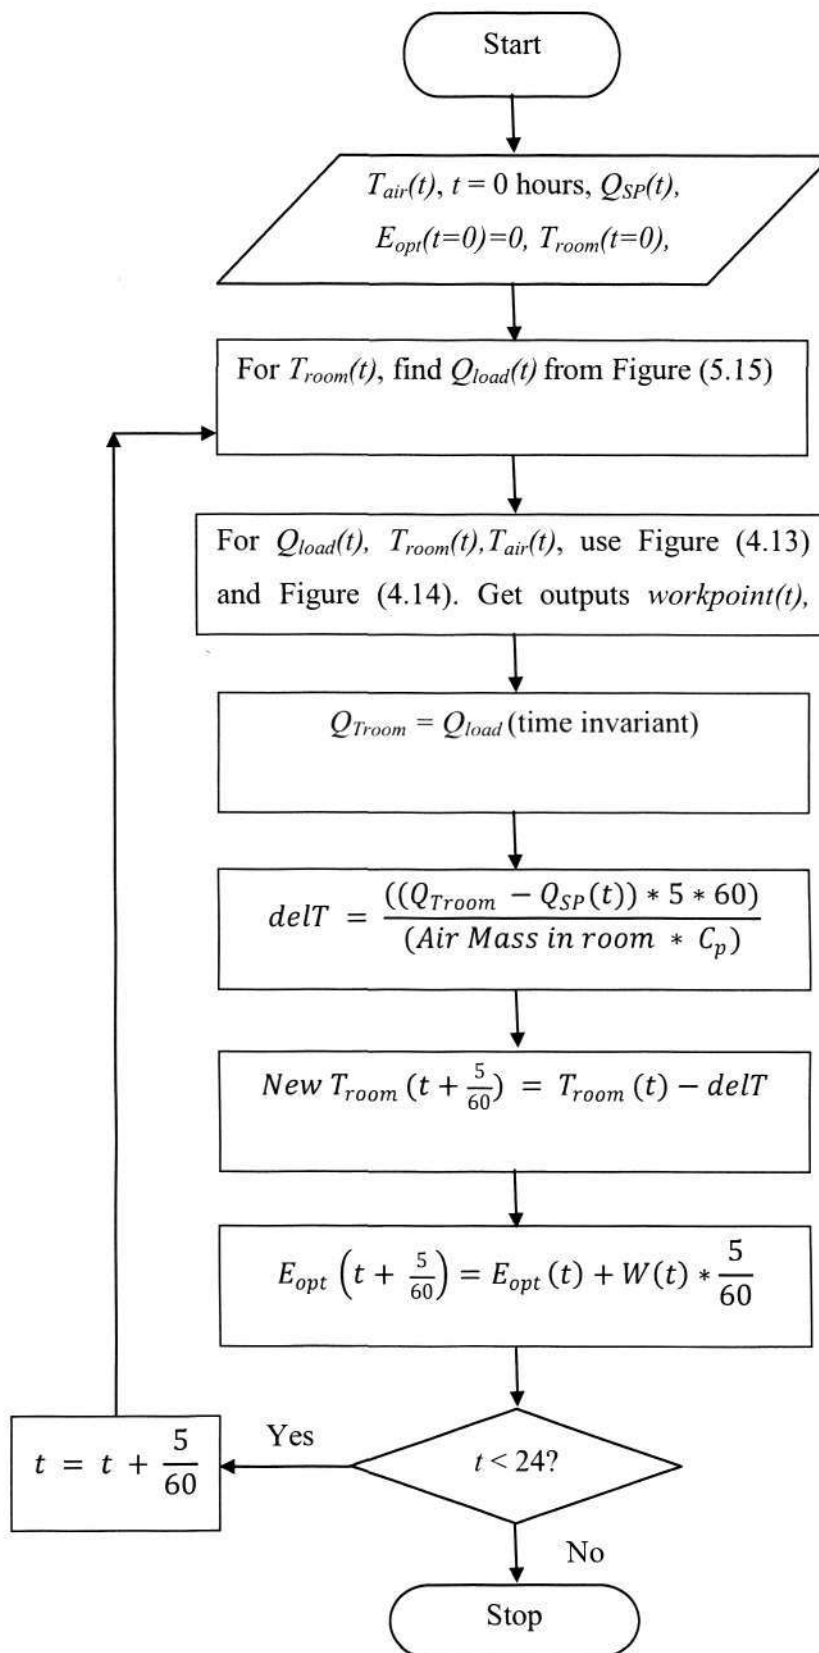 Start
T_air(t), t = 0 hours, Q_SP(t),
E_opt(t=0)=0, T_room(t=0),
For T_room(t), find Q_load(t) from Figure (5.15)
For Q_load(t), T_room(t),T_air(t), use Figure (4.13)
and Figure (4.14). Get outputs workpoint(t),
Q_Troom = Q_load (time invariant)
delT = ((Q_Troom − Q_SP(t)) * 5 * 60) / (Air Mass in room * C_p)
New T_room (t + 5/60) = T_room (t) − delT
E_opt (t + 5/60) = E_opt (t) + W(t) * 5/60
t = t + 5/60
Yes
t < 24?
No
Stop